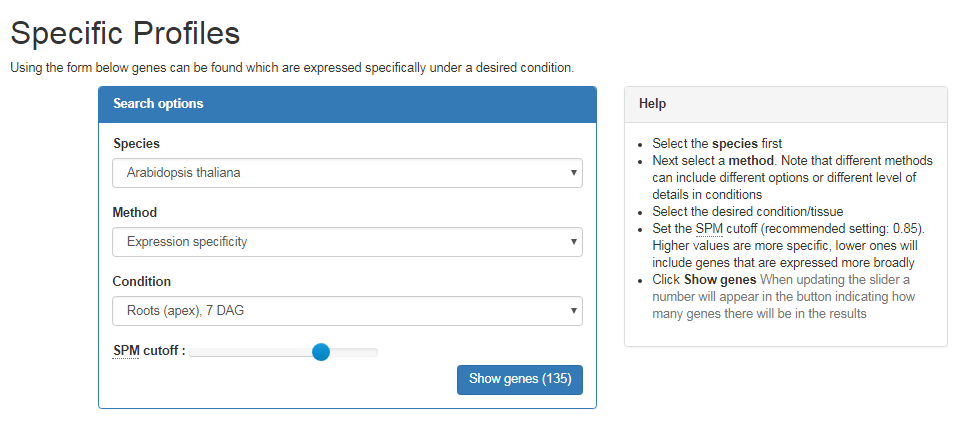 Specific Profiles
Using the form below genes can be found which are expressed specifically under a desired condition.
Search options
Species
Arabidopsis thaliana
Method
Expression specificity
Condition
Roots (apex), 7 DAG
SPM cutoff :
Show genes (135)
Help
Select the species first
Next select a method. Note that different methods
can include different options or different level of
details in conditions
Select the desired condition/tissue
Set the SPM cutoff (recommended setting: 0.85).
Higher values are more specific, lower ones will
include genes that are expressed more broadly
Click Show genes When updating the slider a
number will appear in the button indicating how
many genes there will be in the results